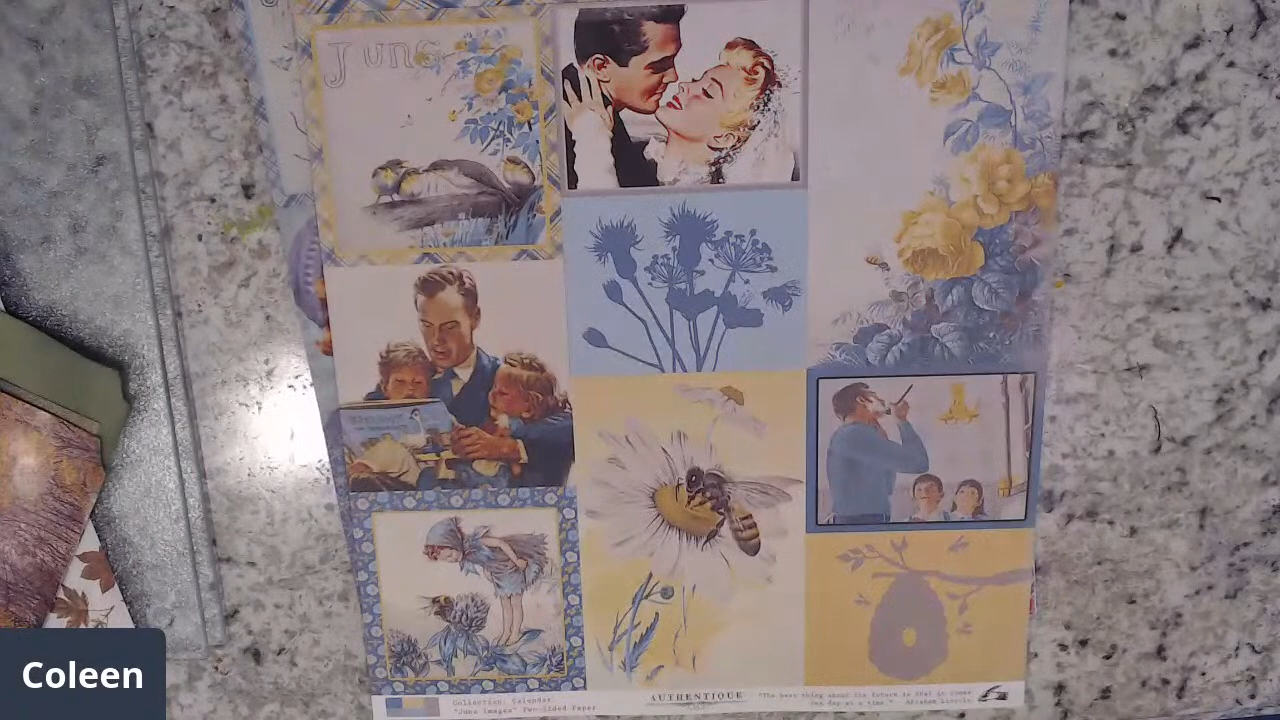 June
Coleen
Collection: Calendar
"June Images" Two-Sided Paper
AUTHENTIQUE
"The best thing about the future is that it comes
one day at a time." Abraham Lincoln